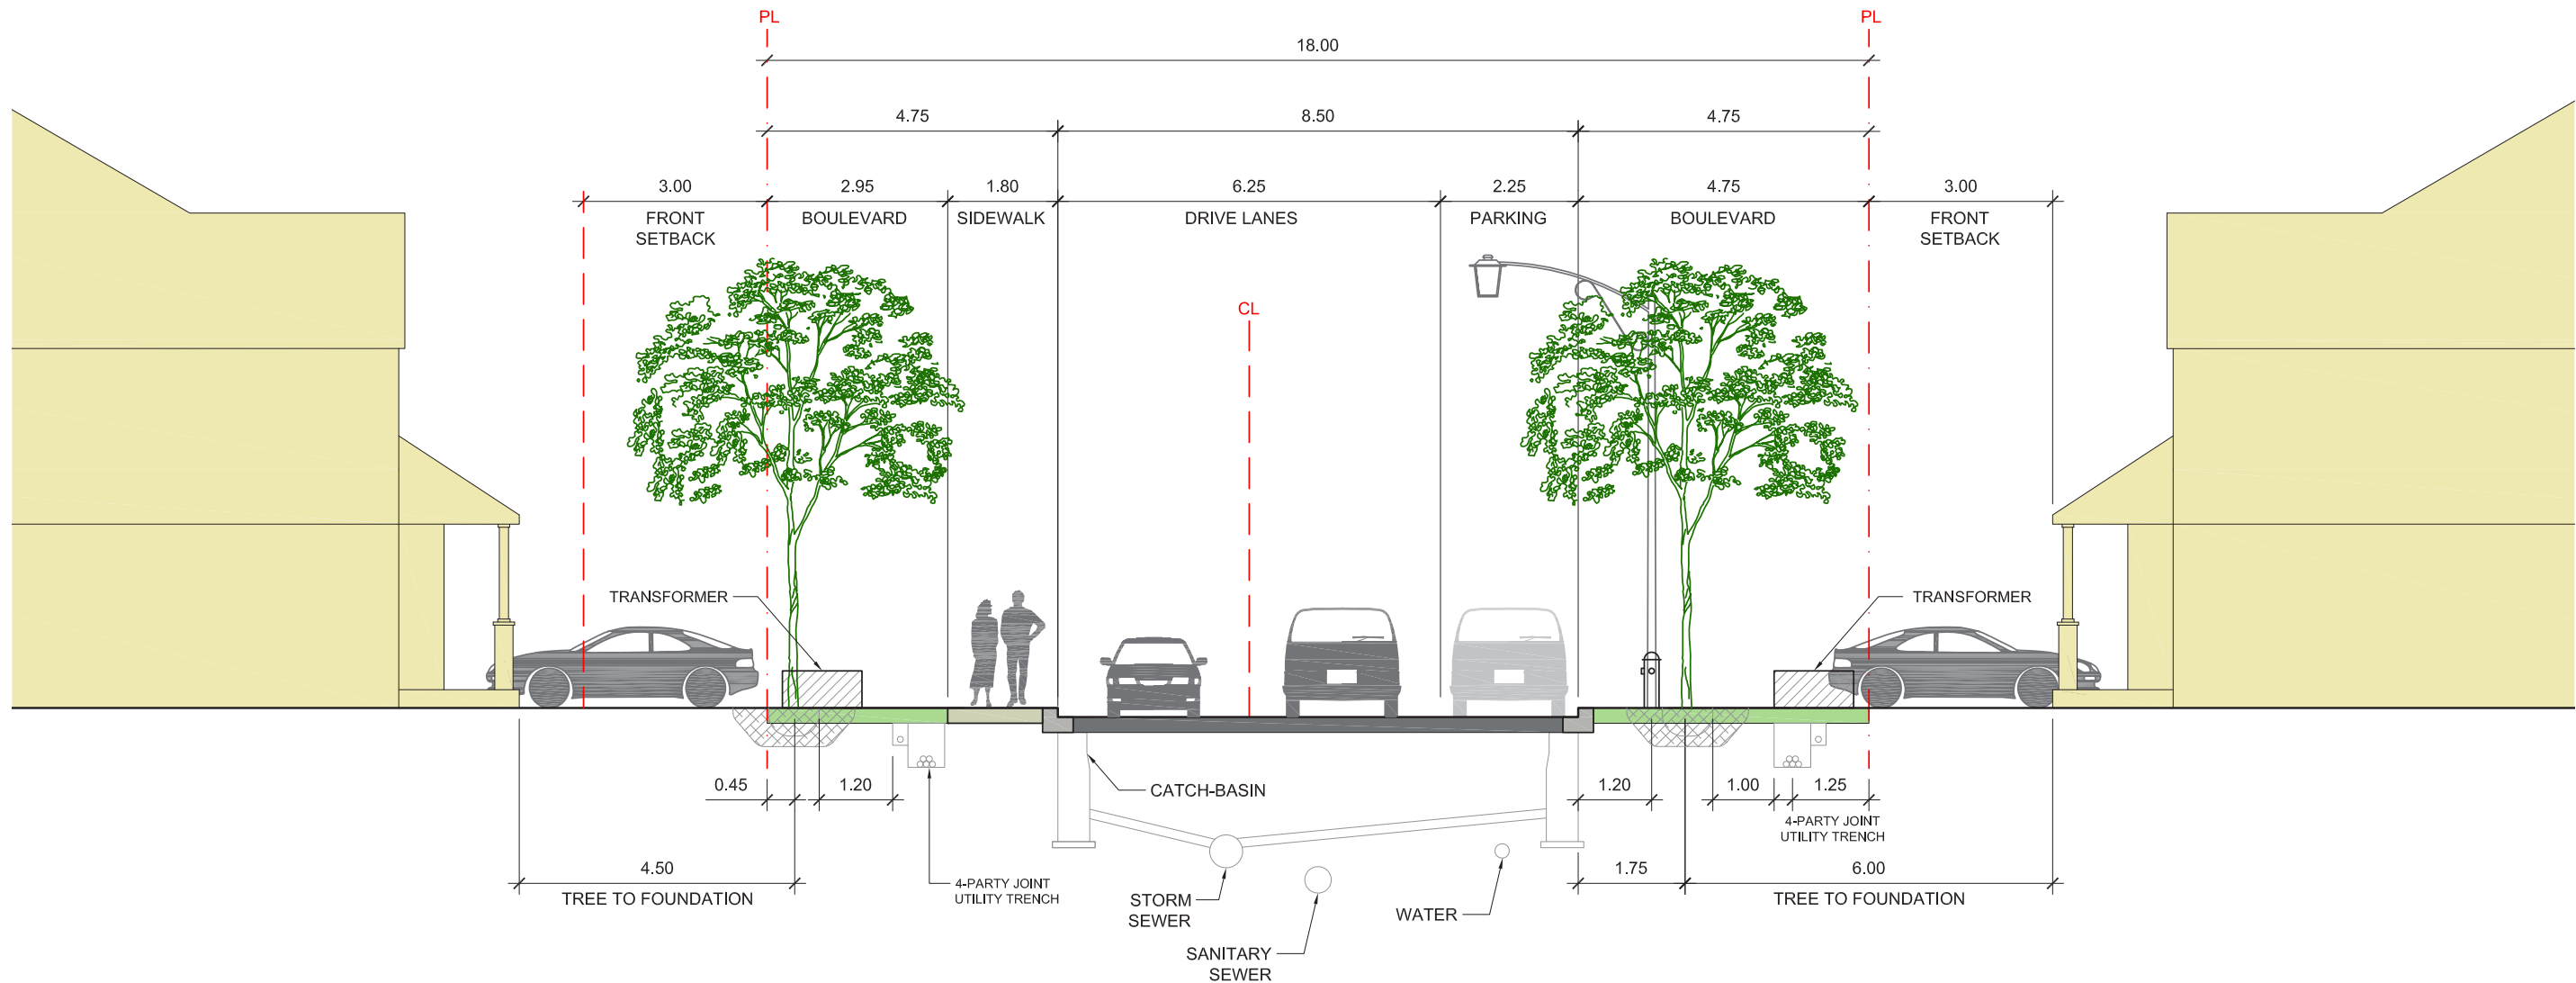 PL
PL
18.00
4.75
8.50
4.75
3.00
2.95
1.80
6.25
2.25
4.75
3.00
FRONT
SETBACK
BOULEVARD
SIDEWALK
DRIVE LANES
PARKING
BOULEVARD
FRONT
SETBACK
CL
TRANSFORMER
TRANSFORMER
0.45
1.20
CATCH-BASIN
1.20
1.00
1.25
4-PARTY JOINT
UTILITY TRENCH
4.50
TREE TO FOUNDATION
4-PARTY JOINT
UTILITY TRENCH
STORM
SEWER
SANITARY
SEWER
WATER
1.75
6.00
TREE TO FOUNDATION